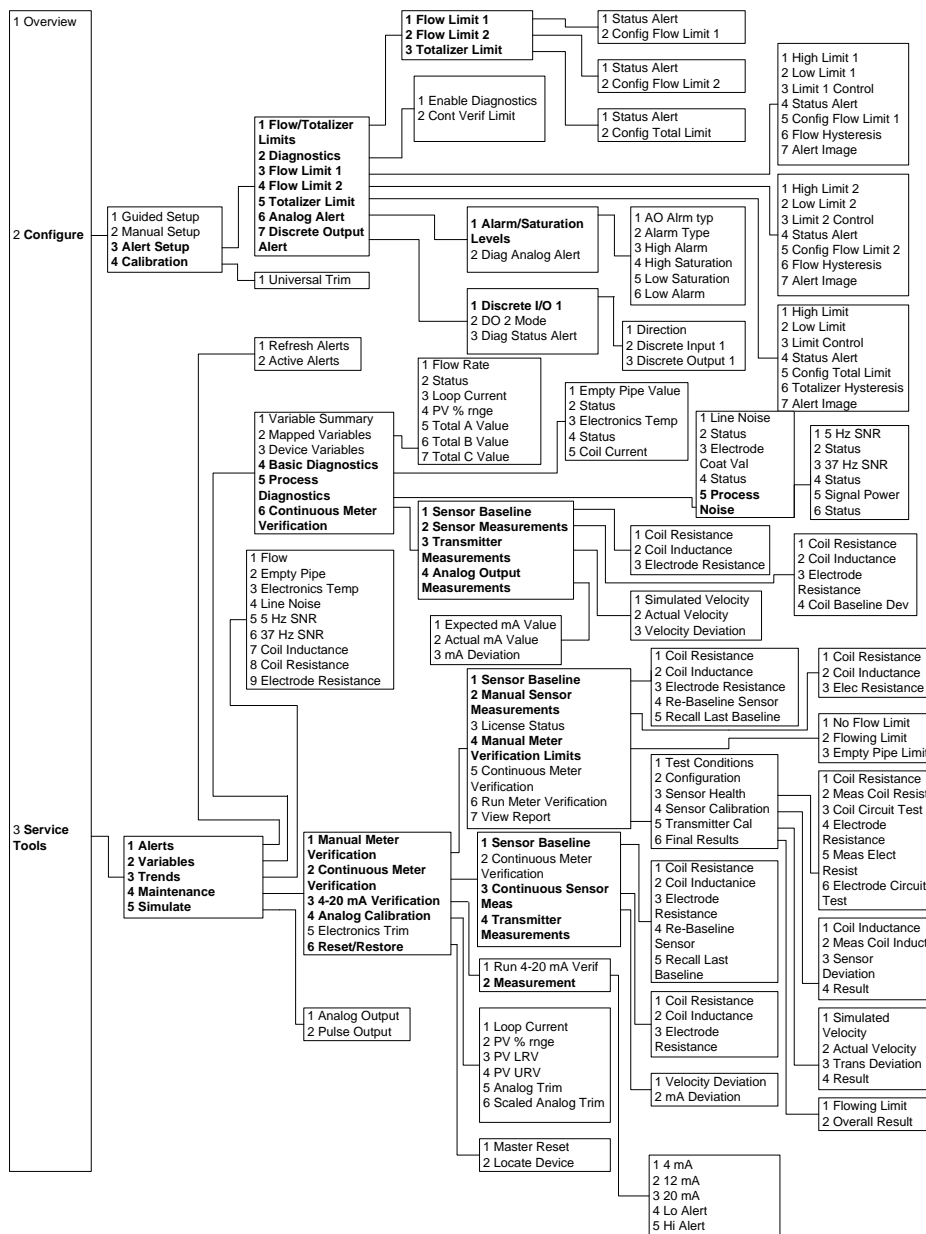 1 Overview
2 Configure
3 Service
Tools
1 Guided Setup
2 Manual Setup
3 Alert Setup
4 Calibration
1 Flow/Totalizer
Limits
2 Diagnostics
3 Flow Limit 1
4 Flow Limit 2
5 Totalizer Limit
6 Analog Alert
7 Discrete Output
Alert
1 Universal Trim
1 Flow Limit 1
2 Flow Limit 2
3 Totalizer Limit
1 Status Alert
2 Config Flow Limit 1
1 Status Alert
2 Config Flow Limit 2
1 Status Alert
2 Config Total Limit
1 Enable Diagnostics
2 Cont Verif Limit
1 High Limit 1
2 Low Limit 1
3 Limit 1 Control
4 Status Alert
5 Config Flow Limit 1
6 Flow Hysteresis
7 Alert Image
1 High Limit 2
2 Low Limit 2
3 Limit 2 Control
4 Status Alert
5 Config Flow Limit 2
6 Flow Hysteresis
7 Alert Image
1 High Limit
2 Low Limit
3 Limit Control
4 Status Alert
5 Config Total Limit
6 Totalizer Hysteresis
7 Alert Image
1 Alarm/Saturation
Levels
2 Diag Analog Alert
1 AO Alrm typ
2 Alarm Type
3 High Alarm
4 High Saturation
5 Low Saturation
6 Low Alarm
1 Discrete I/O 1
2 DO 2 Mode
3 Diag Status Alert
1 Direction
2 Discrete Input 1
3 Discrete Output 1
1 Refresh Alerts
2 Active Alerts
1 Variable Summary
2 Mapped Variables
3 Device Variables
4 Basic Diagnostics
5 Process
Diagnostics
6 Continuous Meter
Verification
1 Flow Rate
2 Status
3 Loop Current
4 PV % rnge
5 Total A Value
6 Total B Value
7 Total C Value
1 Empty Pipe Value
2 Status
3 Electronics Temp
4 Status
5 Coil Current
1 Line Noise
2 Status
3 Electrode
Coat Val
4 Status
5 Process
Noise
1 5 Hz SNR
2 Status
3 37 Hz SNR
4 Status
5 Signal Power
6 Status
1 Sensor Baseline
2 Sensor Measurements
3 Transmitter
Measurements
4 Analog Output
Measurements
1 Coil Resistance
2 Coil Inductance
3 Electrode Resistance
1 Coil Resistance
2 Coil Inductance
3 Electrode
Resistance
4 Coil Baseline Dev
1 Simulated Velocity
2 Actual Velocity
3 Velocity Deviation
1 Expected mA Value
2 Actual mA Value
3 mA Deviation
1 Flow
2 Empty Pipe
3 Electronics Temp
4 Line Noise
5 5 Hz SNR
6 37 Hz SNR
7 Coil Inductance
8 Coil Resistance
9 Electrode Resistance
1 Alerts
2 Variables
3 Trends
4 Maintenance
5 Simulate
1 Manual Meter
Verification
2 Continuous Meter
Verification
3 4-20 mA Verification
4 Analog Calibration
5 Electronics Trim
6 Reset/Restore
1 Analog Output
2 Pulse Output
1 Sensor Baseline
2 Manual Sensor
Measurements
3 License Status
4 Manual Meter
Verification Limits
5 Continuous Meter
Verification
6 Run Meter Verification
7 View Report
1 Coil Resistance
2 Coil Inductance
3 Electrode Resistance
4 Re-Baseline Sensor
5 Recall Last Baseline
1 Coil Resistance
2 Coil Inductance
3 Elec Resistance
1 No Flow Limit
2 Flowing Limit
3 Empty Pipe Limit
1 Test Conditions
2 Configuration
3 Sensor Health
4 Sensor Calibration
5 Transmitter Cal
6 Final Results
1 Coil Resistance
2 Meas Coil Resist
3 Coil Circuit Test
4 Electrode
Resistance
5 Meas Elect
Resist
6 Electrode Circuit
Test
1 Coil Inductance
2 Meas Coil Induct
3 Sensor
Deviation
4 Result
1 Simulated
Velocity
2 Actual Velocity
3 Trans Deviation
4 Result
1 Flowing Limit
2 Overall Result
1 Sensor Baseline
2 Continuous Meter
Verification
3 Continuous Sensor
Meas
4 Transmitter
Measurements
1 Coil Resistance
2 Coil Inductanice
3 Electrode
Resistance
4 Re-Baseline
Sensor
5 Recall Last
Baseline
1 Coil Resistance
2 Coil Inductance
3 Electrode
Resistance
1 Velocity Deviation
2 mA Deviation
1 Run 4-20 mA Verif
2 Measurement
1 Loop Current
2 PV % rnge
3 PV LRV
4 PV URV
5 Analog Trim
6 Scaled Analog Trim
1 Master Reset
2 Locate Device
1 4 mA
2 12 mA
3 20 mA
4 Lo Alert
5 Hi Alert